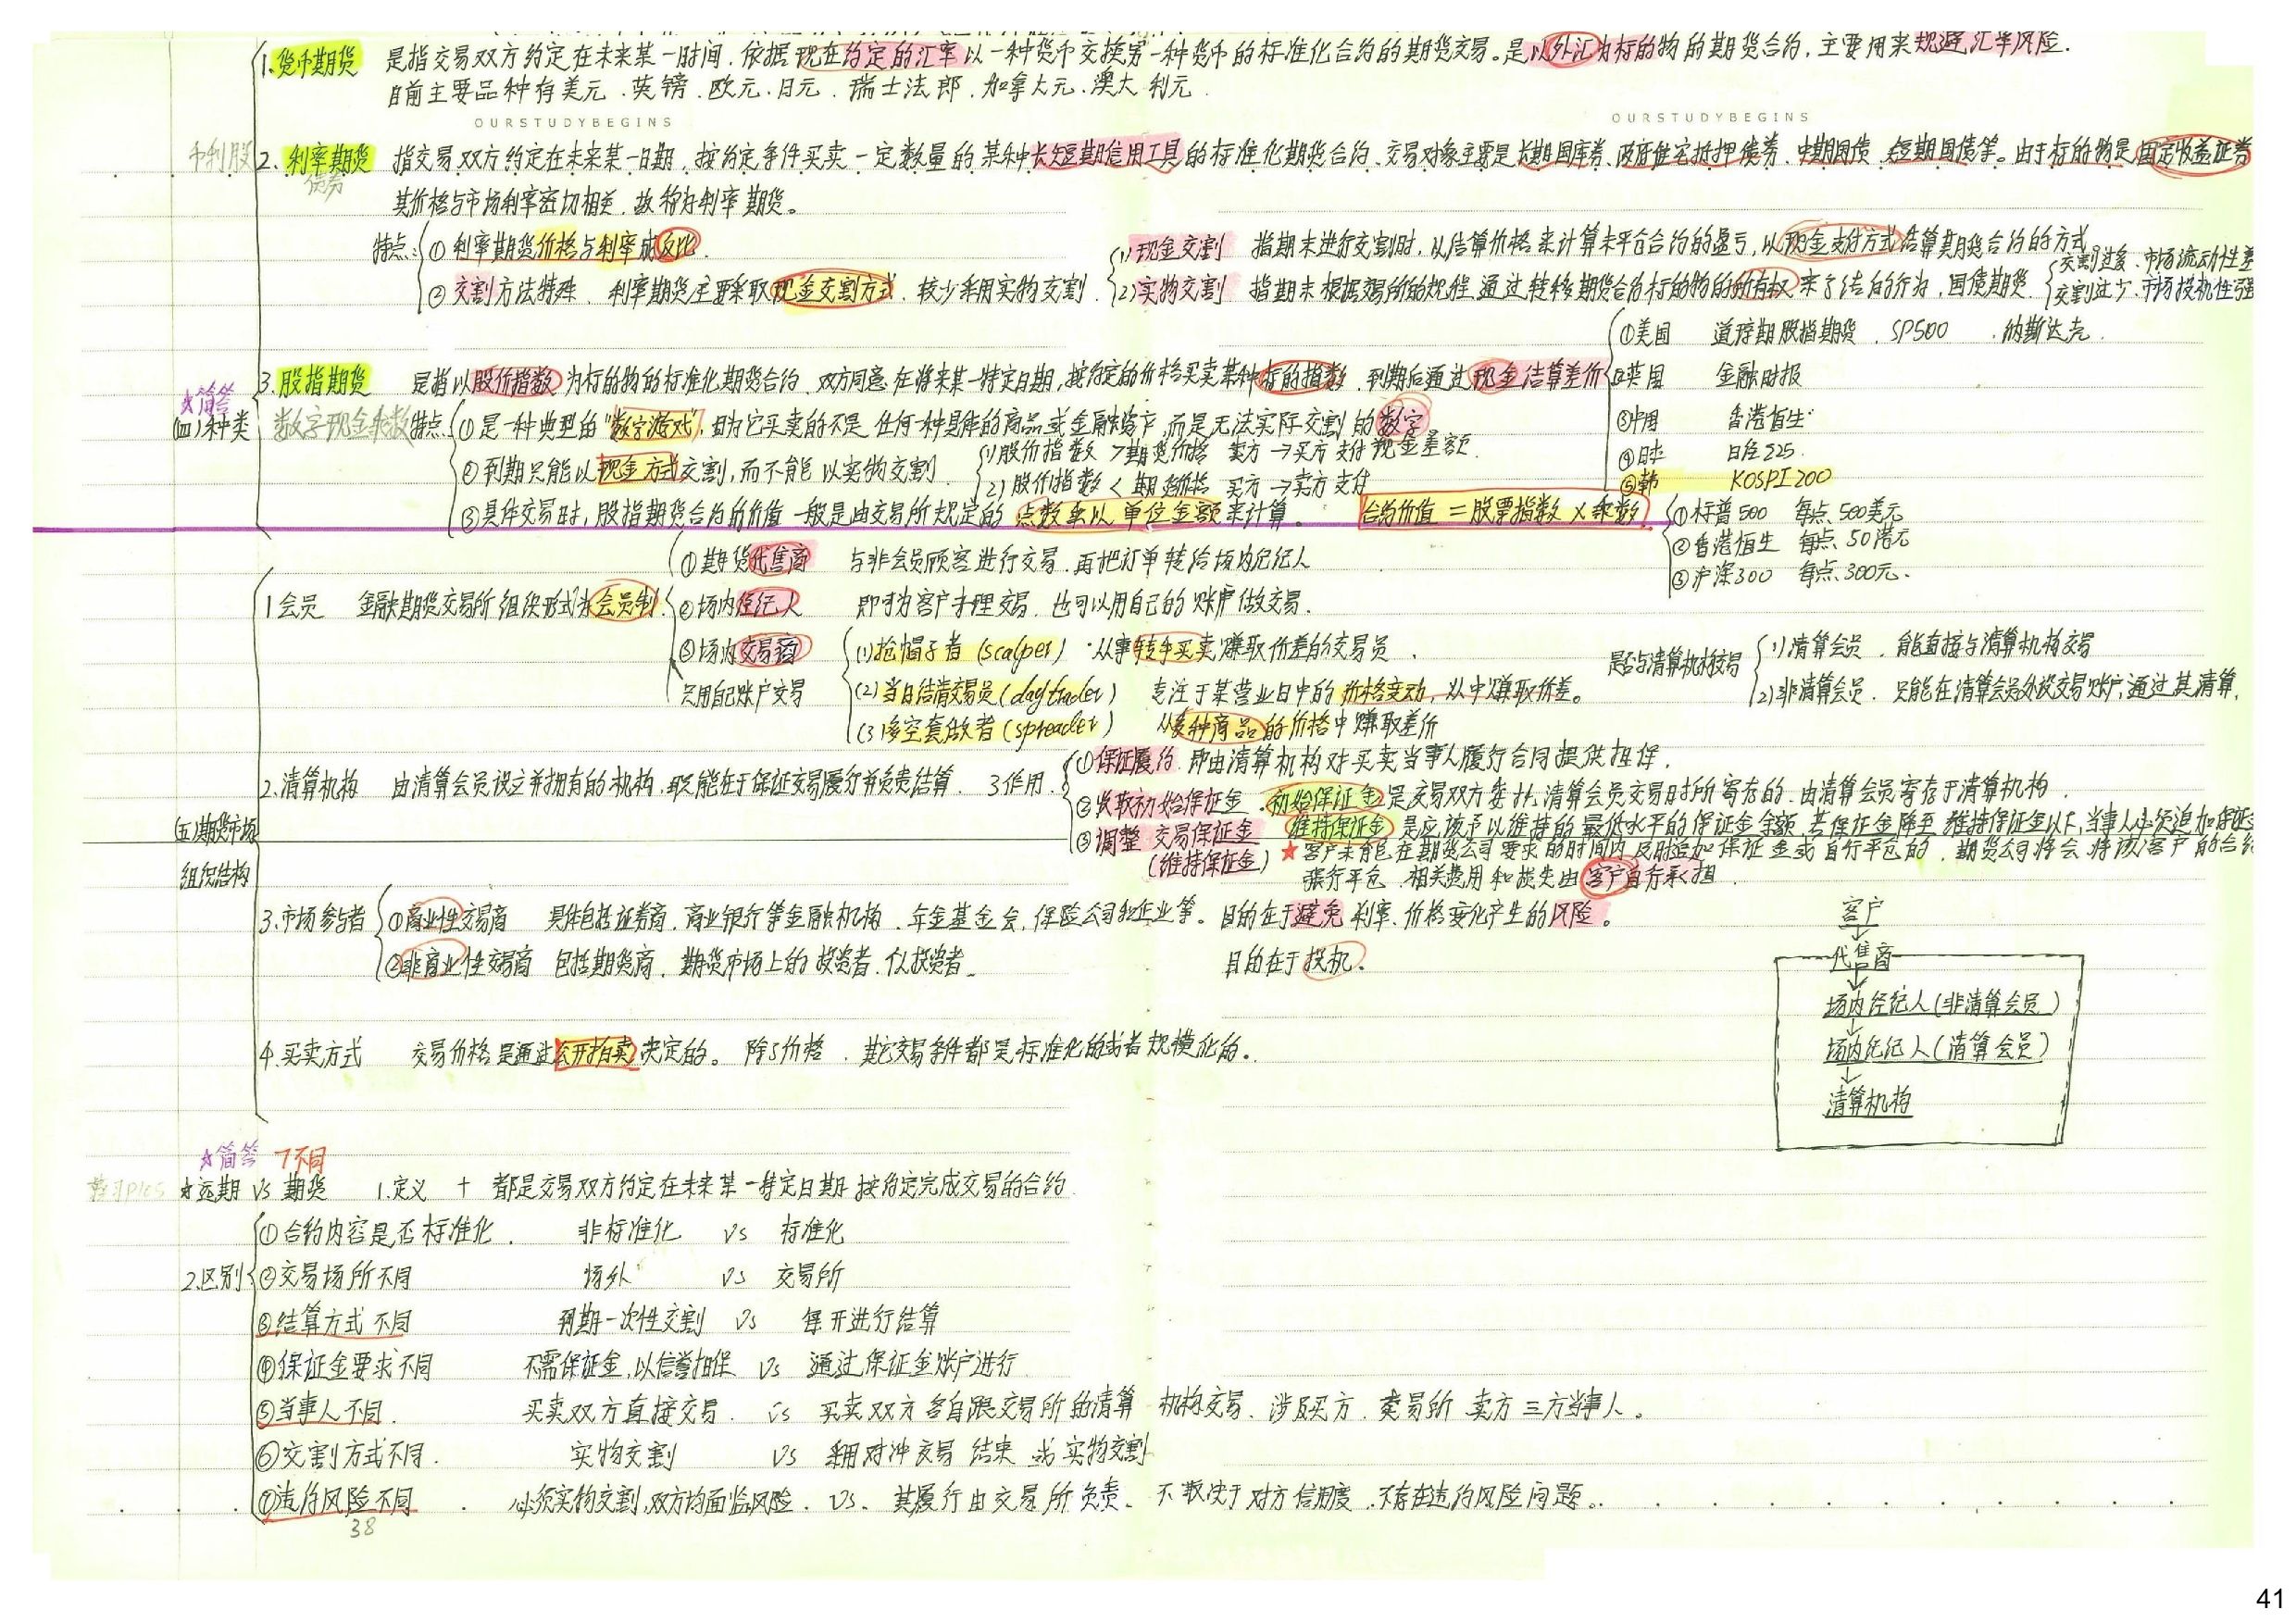 1.货币期货 是指交易双方约定在未来某一时间,依据现在约定的汇率以一种货币交换另一种货币的标准化合约的期货交易。是以外汇为标的物的期货合约,主要用来规避汇率风险.
目前主要品种有美元、英镑、欧元、日元、瑞士法郎、加拿大元、澳大利元.
OURSTUDYBEGINS OURSTUDYBEGINS
币利股 2.利率期货 指交易双方约定在未来某一日期,按约定条件买卖一定数量的某种长短期信用工具的标准化期货合约、交易对象主要是长期国库券、政府住宅抵押债券、中期国债、短期国债等。由于标的物是固定收益证券
债券
其价格与市场利率密切相关,故称为利率期货。
特点: ①利率期货价格与利率成反比.
②交割方法特殊、利率期货主要采取现金交割方式,较少采用实物交割.
(1)现金交割 指期末进行交割时,以结算价格来计算未平仓合约的盈亏,以现金支付方式结算期货合约的方式
(2)实物交割 指期末根据交易所的规程通过转移期货合约标的物的所有权来了结的行为,国债期货
交割过多、市场流动性差
交割过少、市场投机性强
①美国 道琼斯股指期货、SP500、纳斯达克.
☆简答
(四)种类
3.股指期货 是指以股价指数为标的物的标准化期货合约、双方同意在将来某一特定日期,按约定的价格买卖某种标的指数,到期后通过现金结算差价
②英国 金融时报
③中国 香港恒生
④日本 日经225.
⑤韩 KOSPI200
数字现金乘数 特点 ①是一种典型的"数字游戏",因为它买卖的不是任何一种具体的商品或金融资产,而是无法实际交割的数字
②到期只能以现金方式交割,而不能以实物交割.
(1)股价指数 > 期货价格 卖方→买方支付现金差额.
(2)股价指数 < 期货价格 买方→卖方支付
③具体交易时,股指期货合约的价值一般是由交易所规定的点数乘以单位金额来计算。 合约价值=股票指数×乘数
①标普500 每点500美元
②香港恒生 每点50港元
③沪深300 每点300元.
(五)期货市场
组织结构
1会员 金融期货交易所组织形式为会员制
①期货代售商 与非会员顾客进行交易,再把订单转给场内经纪人
②场内经纪人 即可为客户办理交易,也可以用自己的账户做交易.
③场内交易商
只用自己账户交易
(1)抢帽子者(scalper) 从事转手买卖赚取价差的交易员.
(2)当日结清交易员(daytrader) 专注于某营业日中的价格变动,从中赚取价差。
(3)多空套做者(spreader) 从多种商品的价格中赚取差价
是否与清算机构交易
(1)清算会员、能直接与清算机构交易
(2)非清算会员、只能在清算会员处设交易账户,通过其清算.
2.清算机构 由清算会员设立并拥有的机构,职能在于保证交易履行并负责结算. 3作用.
①保证履约 即由清算机构对买卖当事人履行合同提供担保.
②收取初始保证金、初始保证金是交易双方委托清算会员交易时所寄存的,由清算会员寄存于清算机构.
③调整交易保证金 维持保证金是应该予以维持的最低水平的保证金余额,若保证金降至维持保证金以下,当事人必须追加保证金
(维持保证金) ★客户未能在期货公司要求的时间内及时追加保证金或自行平仓的,期货公司将会将该客户的合约
强行平仓,相关费用和损失由客户自行承担.
3.市场参与者
①商业性交易商 具体包括证券商、商业银行等金融机构、年金基金会,保险公司和企业等。目的在于避免利率、价格变化产生的风险。
②非商业性交易商 包括期货商、期货市场上的投资者、 目的在于投机.
4.买卖方式 交易价格是通过公开拍卖决定的。除了价格、其它交易条件都是标准化的或者规模化的.
客户
↓
代售商
↓
场内经纪人(非清算会员)
↓
场内经纪人(清算会员)
↓
清算机构
☆简答 7不同
☆远期 vs 期货 1.定义 + 都是交易双方约定在未来某一特定日期按约定完成交易的合约
2.区别
①合约内容是否标准化. 非标准化 vs 标准化
②交易场所不同 场外 vs 交易所
③结算方式不同 到期一次性交割 vs 每天进行结算
④保证金要求不同 不需保证金,以信誉担保 vs 通过保证金账户进行
⑤当事人不同. 买卖双方直接交易. vs 买卖双方各自跟交易所的清算机构交易、涉及买方、交易所 卖方三方当事人。
⑥交割方式不同. 实物交割 vs 采用对冲交易结束或实物交割
⑦违约风险不同. 必须实物交割,双方均面临风险. vs. 其履行由交易所负责、不取决于对方信用度,不存在违约风险问题.
38
41